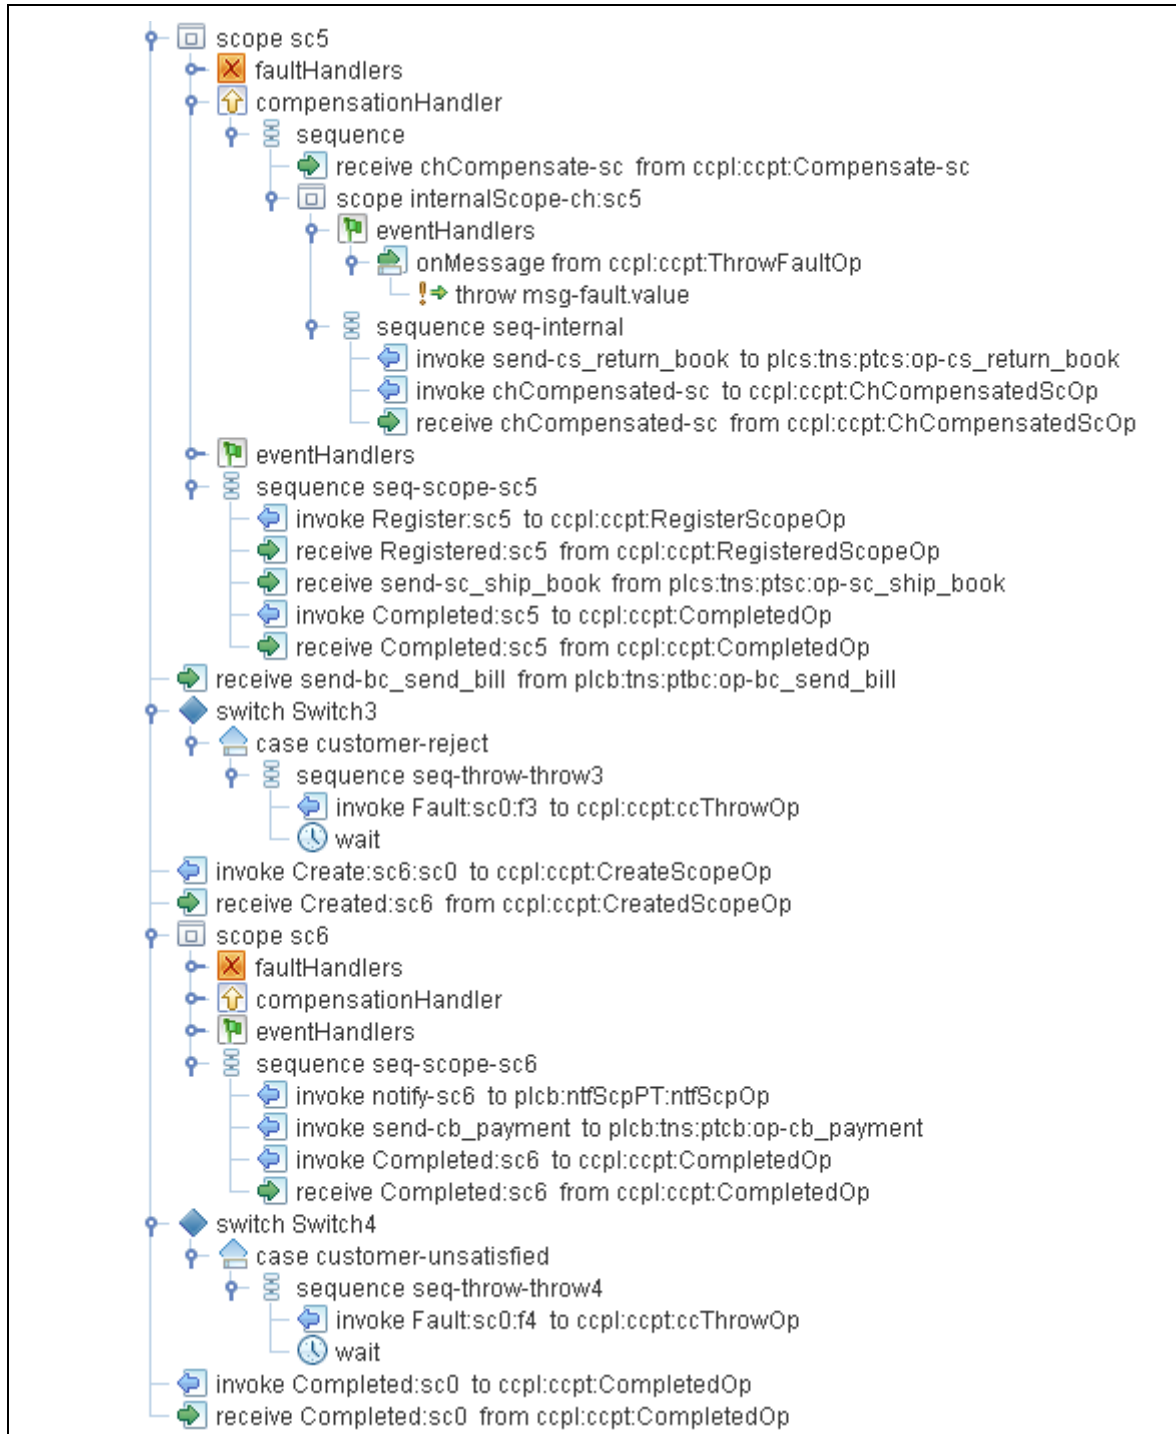 scope sc5
faultHandlers
compensationHandler
sequence
receive chCompensate-sc from ccpl:ccpt:Compensate-sc
scope internalScope-ch:sc5
eventHandlers
onMessage from ccpl:ccpt:ThrowFaultOp
throw msg-fault.value
sequence seq-internal
invoke send-cs_return_book to plcs:tns:ptcs:op-cs_return_book
invoke chCompensated-sc to ccpl:ccpt:ChCompensatedScOp
receive chCompensated-sc from ccpl:ccpt:ChCompensatedScOp
eventHandlers
sequence seq-scope-sc5
invoke Register:sc5 to ccpl:ccpt:RegisterScopeOp
receive Registered:sc5 from ccpl:ccpt:RegisteredScopeOp
receive send-sc_ship_book from plcs:tns:ptsc:op-sc_ship_book
invoke Completed:sc5 to ccpl:ccpt:CompletedOp
receive Completed:sc5 from ccpl:ccpt:CompletedOp
receive send-bc_send_bill from plcb:tns:ptbc:op-bc_send_bill
switch Switch3
case customer-reject
sequence seq-throw-throw3
invoke Fault:sc0:f3 to ccpl:ccpt:ccThrowOp
wait
invoke Create:sc6:sc0 to ccpl:ccpt:CreateScopeOp
receive Created:sc6 from ccpl:ccpt:CreatedScopeOp
scope sc6
faultHandlers
compensationHandler
eventHandlers
sequence seq-scope-sc6
invoke notify-sc6 to plcb:ntfScpPT:ntfScpOp
invoke send-cb_payment to plcb:tns:ptcb:op-cb_payment
invoke Completed:sc6 to ccpl:ccpt:CompletedOp
receive Completed:sc6 from ccpl:ccpt:CompletedOp
switch Switch4
case customer-unsatisfied
sequence seq-throw-throw4
invoke Fault:sc0:f4 to ccpl:ccpt:ccThrowOp
wait
invoke Completed:sc0 to ccpl:ccpt:CompletedOp
receive Completed:sc0 from ccpl:ccpt:CompletedOp